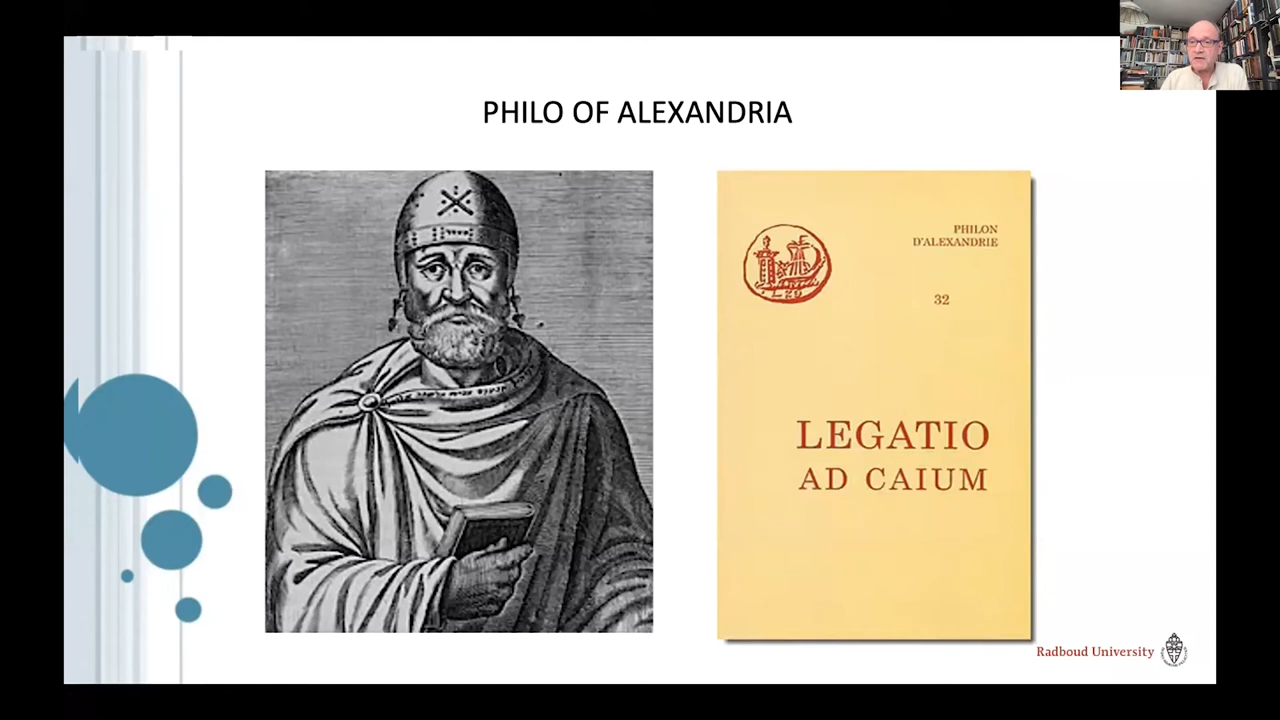 PHILO OF ALEXANDRIA
PHILON
D'ALEXANDRIE
32
LEGATIO
AD CAIUM
Radboud University